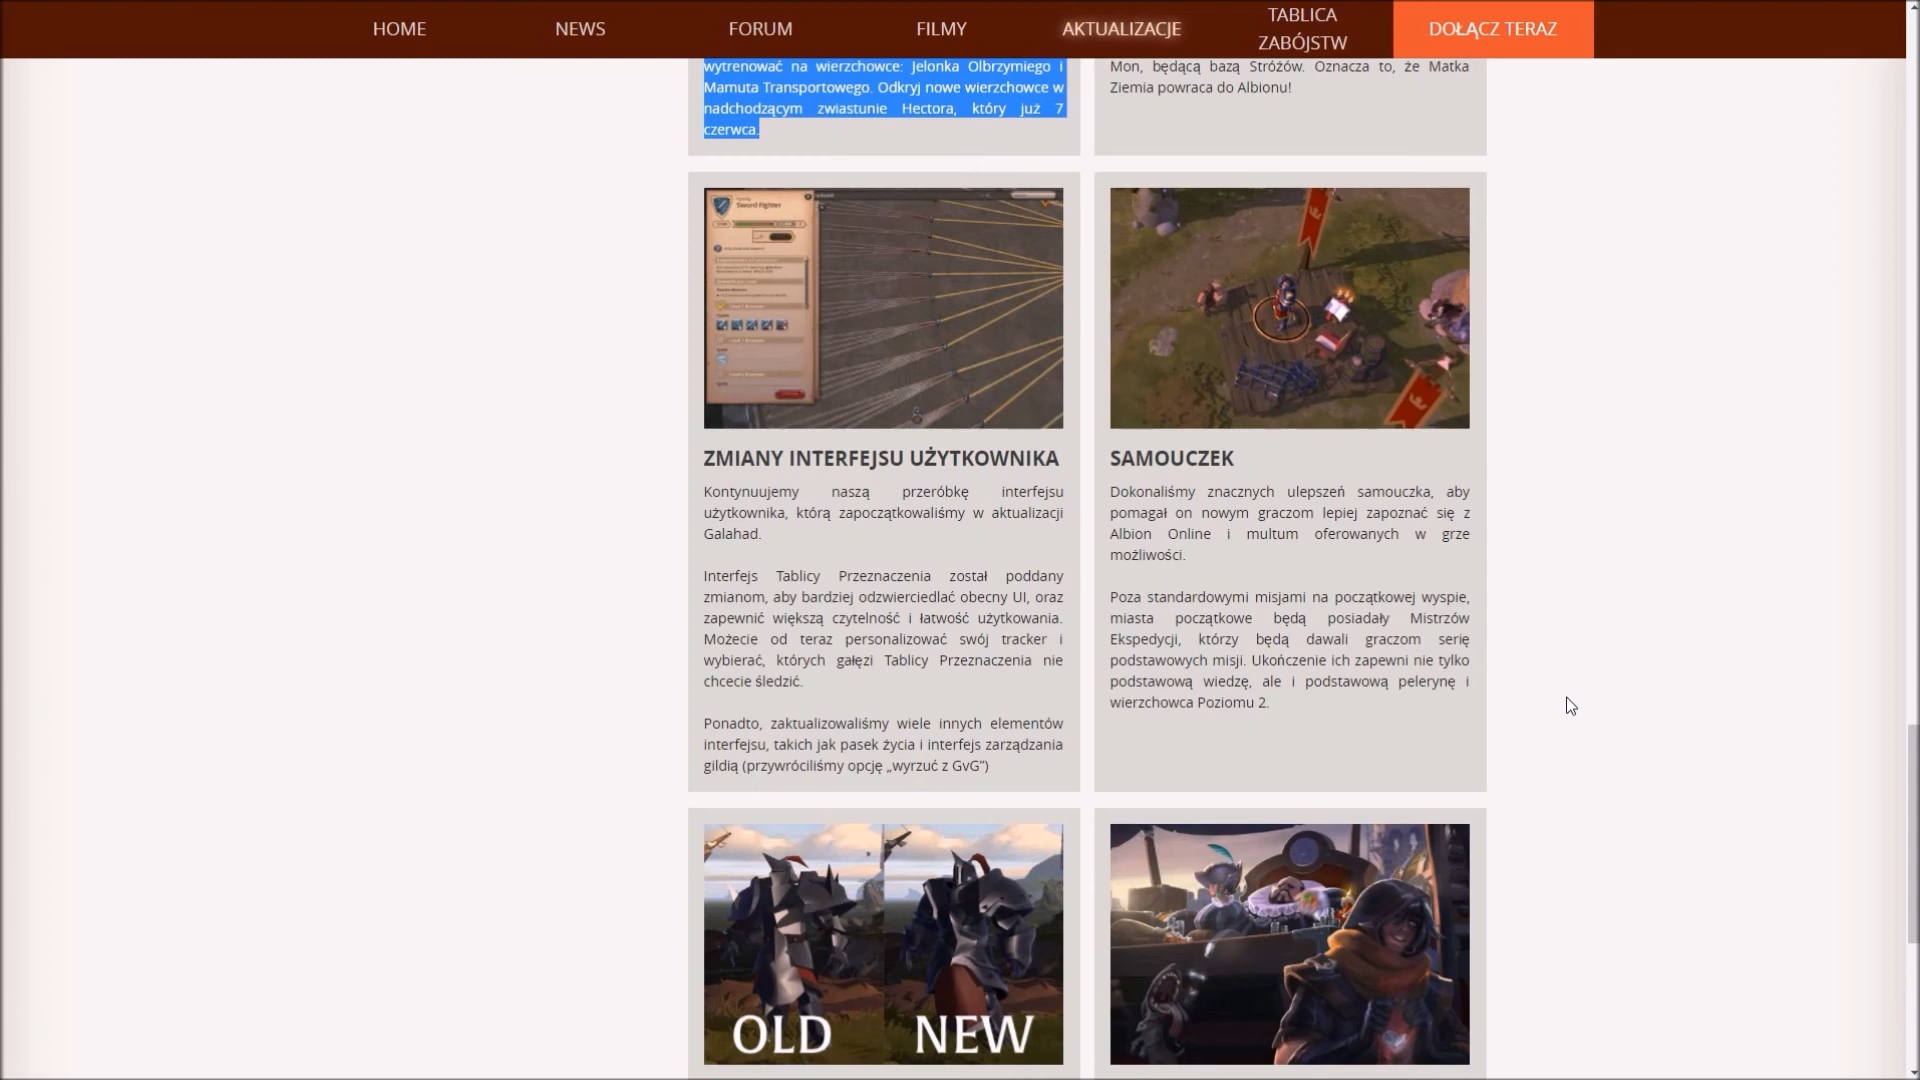 HOME NEWS FORUM FILMY AKTUALIZACJE TABLICA ZABÓJSTW DOŁĄCZ TERAZ
wytrenować na wierzchowce: Jelonka Olbrzymiego i
Mamuta Transportowego. Odkryj nowe wierzchowce w
nadchodzącym zwiastunie Hectora, który już 7
czerwca.
Mon, będącą bazą Stróżów. Oznacza to, że Matka
Ziemia powraca do Albionu!
Sword Fighter
ZMIANY INTERFEJSU UŻYTKOWNIKA
Kontynuujemy naszą przeróbkę interfejsu
użytkownika, którą zapoczątkowaliśmy w aktualizacji
Galahad.
Interfejs Tablicy Przeznaczenia został poddany
zmianom, aby bardziej odzwierciedlać obecny UI, oraz
zapewnić większą czytelność i łatwość użytkowania.
Możecie od teraz personalizować swój tracker i
wybierać, których gałęzi Tablicy Przeznaczenia nie
chcecie śledzić.
Ponadto, zaktualizowaliśmy wiele innych elementów
interfejsu, takich jak pasek życia i interfejs zarządzania
gildią (przywróciliśmy opcję „wyrzuć z GvG”)
SAMOUCZEK
Dokonaliśmy znacznych ulepszeń samouczka, aby
pomagał on nowym graczom lepiej zapoznać się z
Albion Online i multum oferowanych w grze
możliwości.
Poza standardowymi misjami na początkowej wyspie,
miasta początkowe będą posiadały Mistrzów
Ekspedycji, którzy będą dawali graczom serię
podstawowych misji. Ukończenie ich zapewni nie tylko
podstawową wiedzę, ale i podstawową pelerynę i
wierzchowca Poziomu 2.
OLD NEW